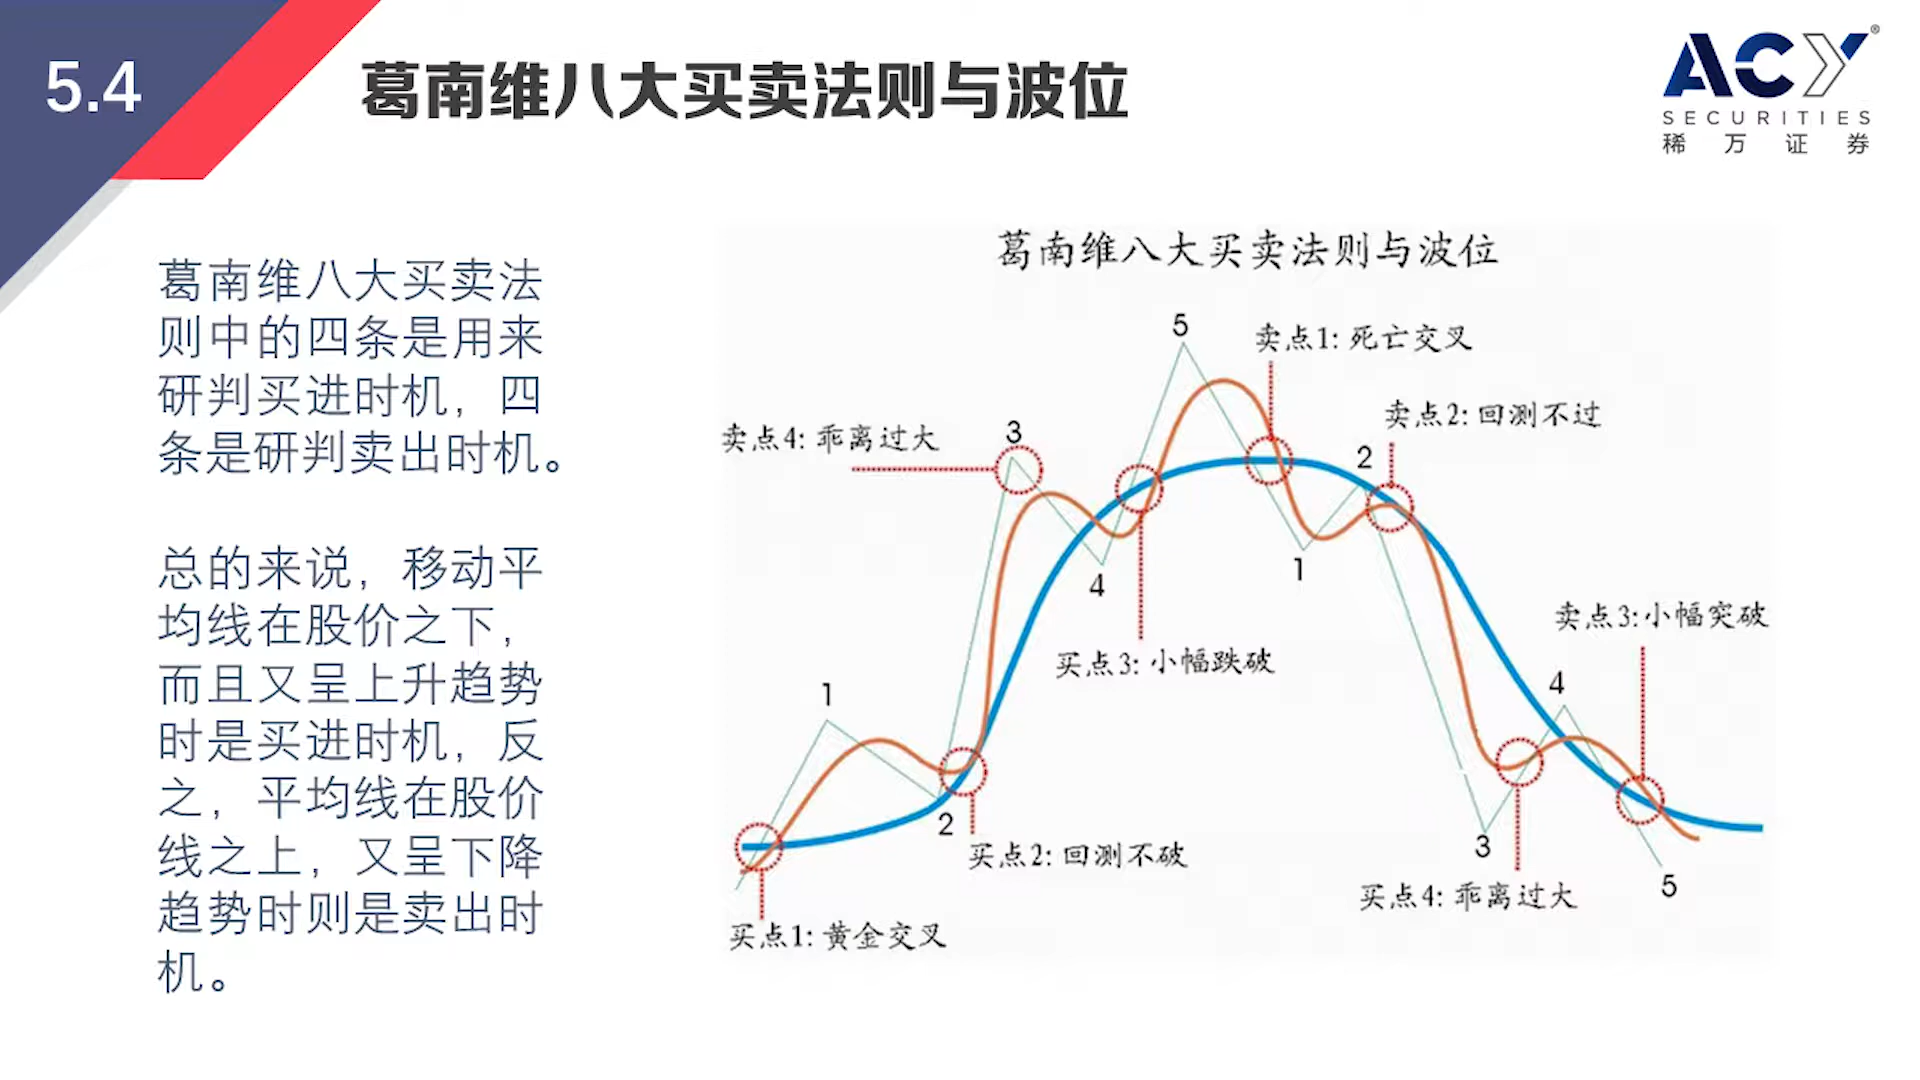 5.4
葛南维八大买卖法则与波位
ACY®
SECURITIES
稀万证券
葛南维八大买卖法
则中的四条是用来
研判买进时机，四
条是研判卖出时机。
总的来说，移动平
均线在股价之下，
而且又呈上升趋势
时是买进时机，反
之，平均线在股价
线之上，又呈下降
趋势时则是卖出时
机。
葛南维八大买卖法则与波位
5
卖点1: 死亡交叉
卖点2: 回测不过
卖点4: 乖离过大
3
2
4
1
卖点3:小幅突破
买点3: 小幅跌破
1
4
2
买点2: 回测不破
3
5
买点4: 乖离过大
买点1: 黄金交叉